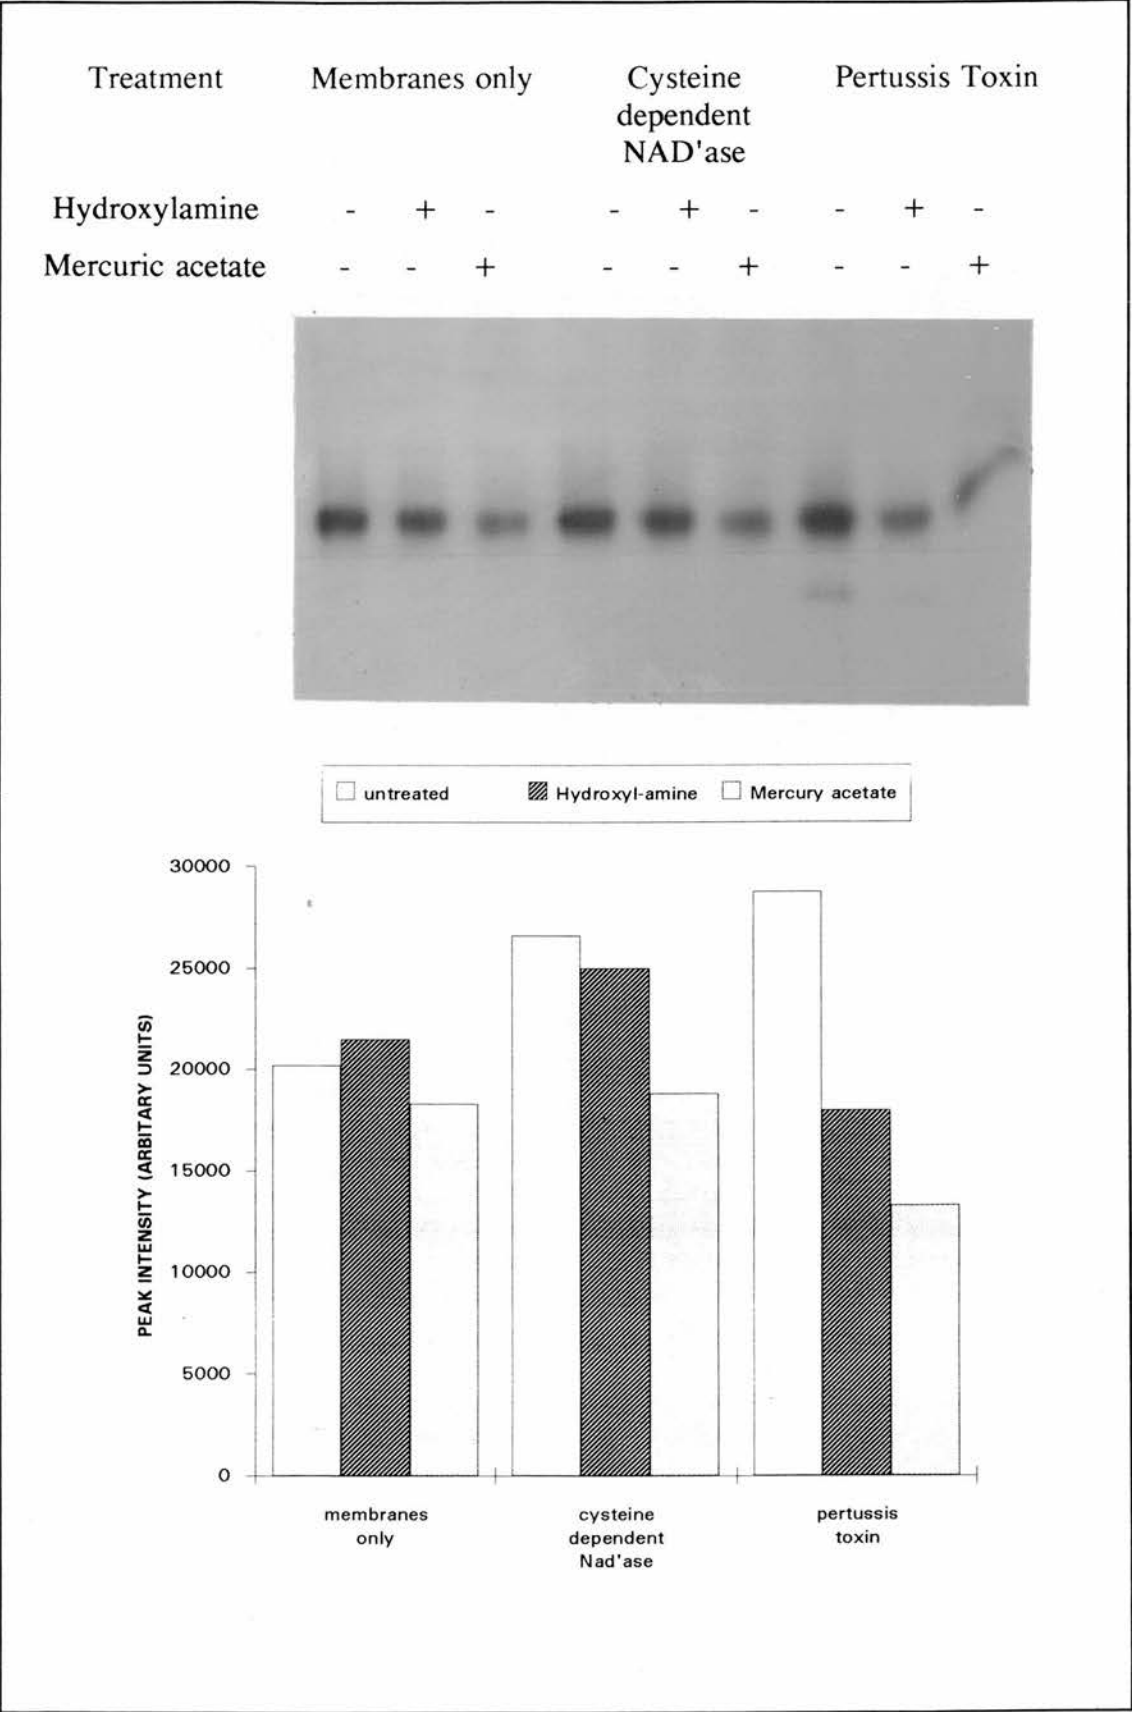 Treatment Membranes only Cysteine Pertussis Toxin
dependent
NAD'ase
Hydroxylamine - + - - + - - + -
Mercuric acetate - - + - - + - - +
untreated Hydroxyl-amine Mercury acetate
30000
25000
20000
15000
10000
5000
0
PEAK INTENSITY (ARBITARY UNITS)
membranes cysteine pertussis
only dependent toxin
Nad'ase